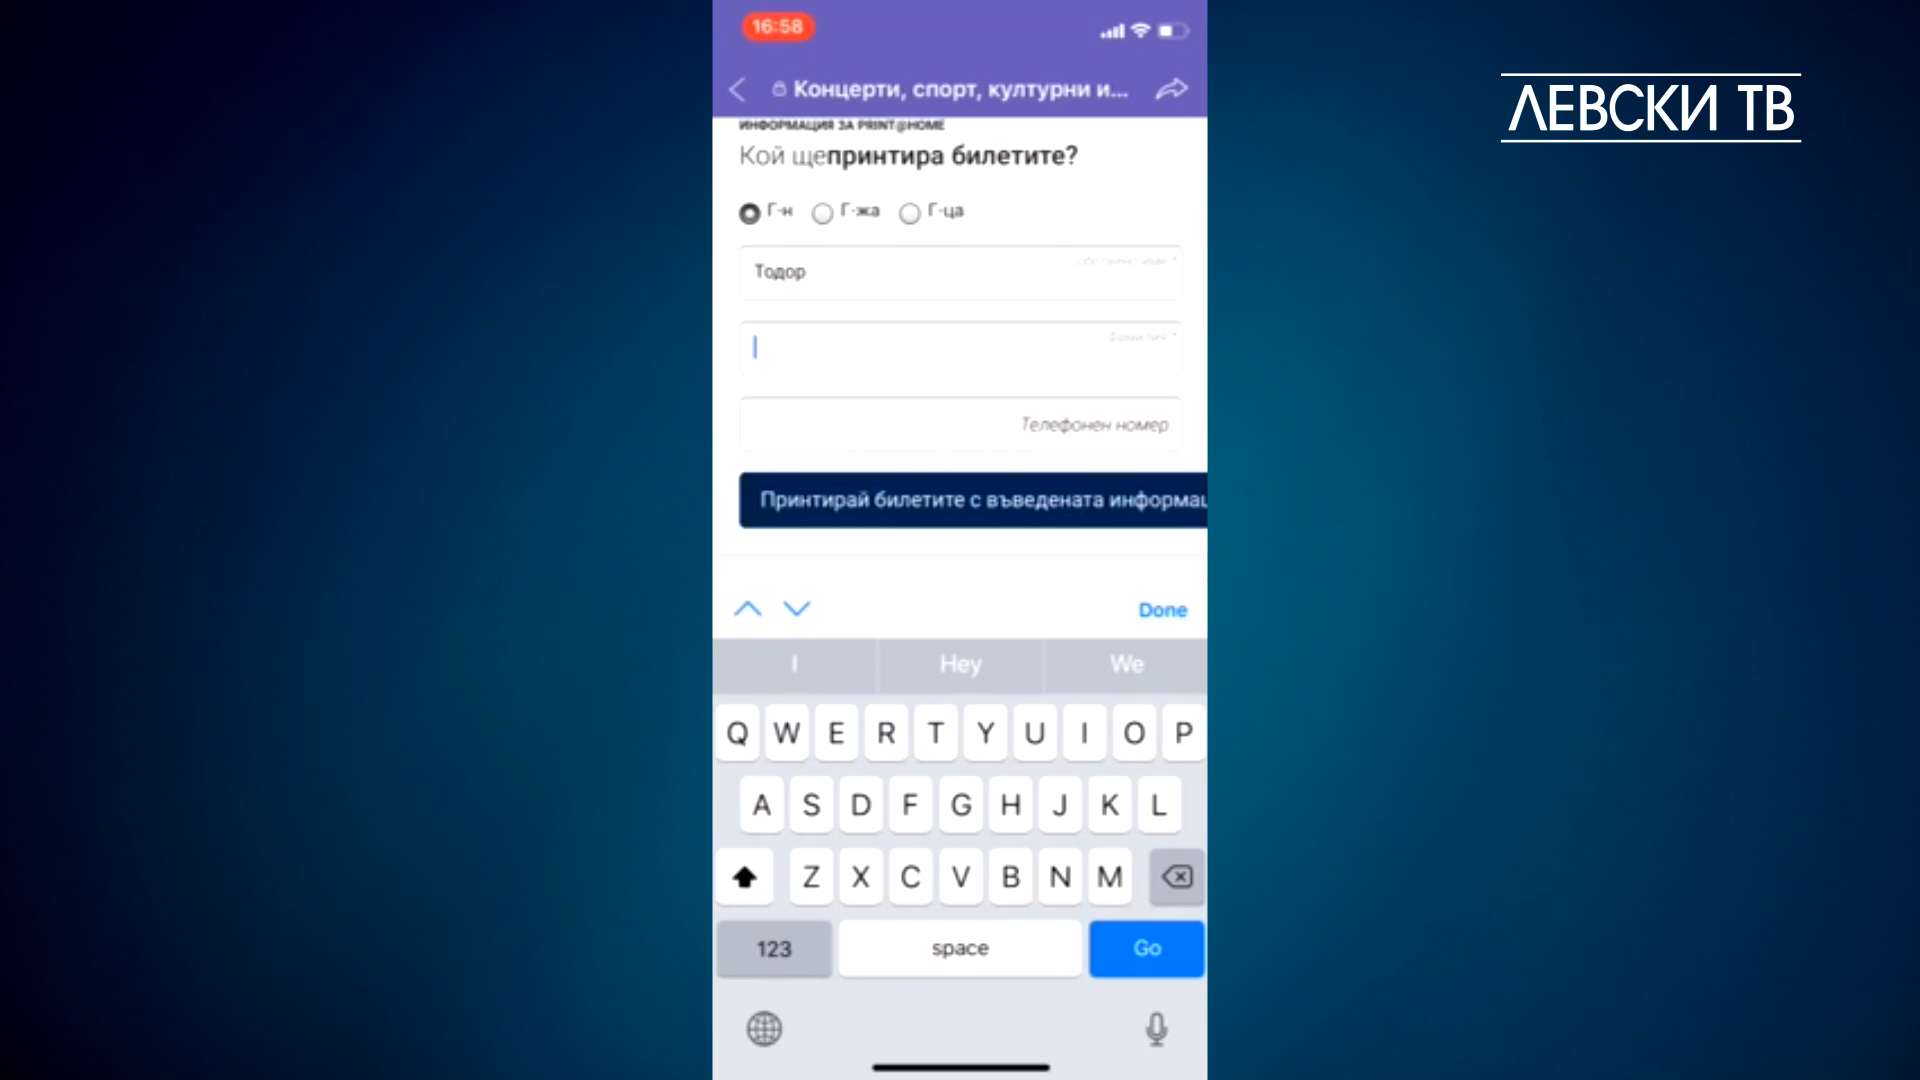 16:58
Концерти, спорт, културни и...
ЛЕВСКИ ТВ
ИНФОРМАЦИЯ ЗА PRINT@HOME
Кой щепринтира билетите?
Г-н Г-жа Г-ца
Тодор
Фамилия *
Телефонен номер
Принтирай билетите с въведената информац
Done
I Hey We
Q W E R T Y U I O P
A S D F G H J K L
Z X C V B N M
123 space Go